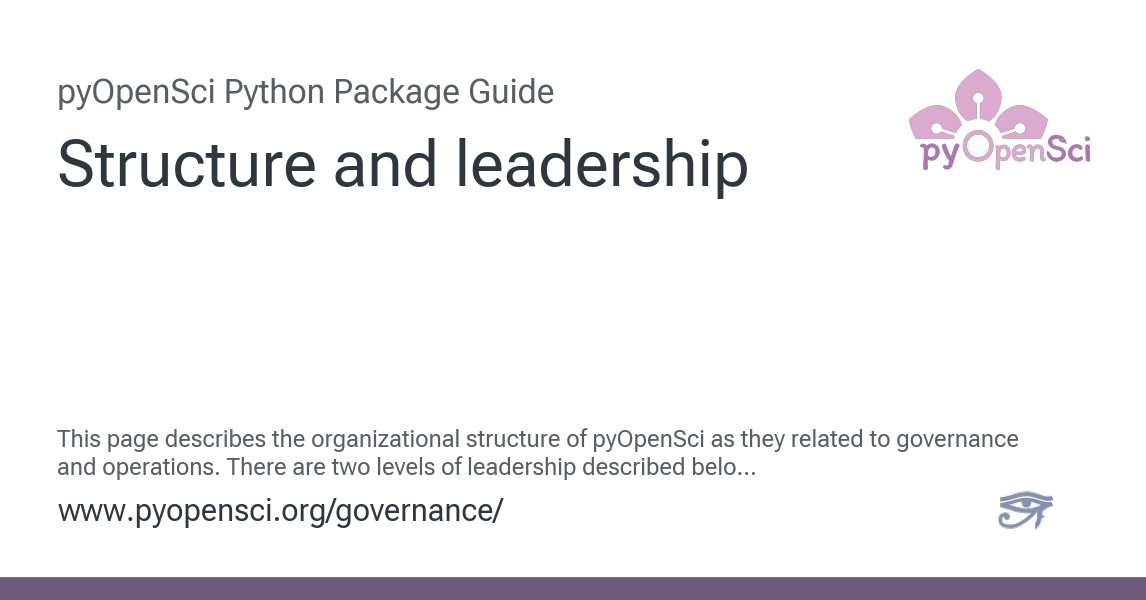 pyOpenSci Python Package Guide
Structure and leadership
pyOpenSci
This page describes the organizational structure of pyOpenSci as they related to governance
and operations. There are two levels of leadership described belo...
www.pyopensci.org/governance/